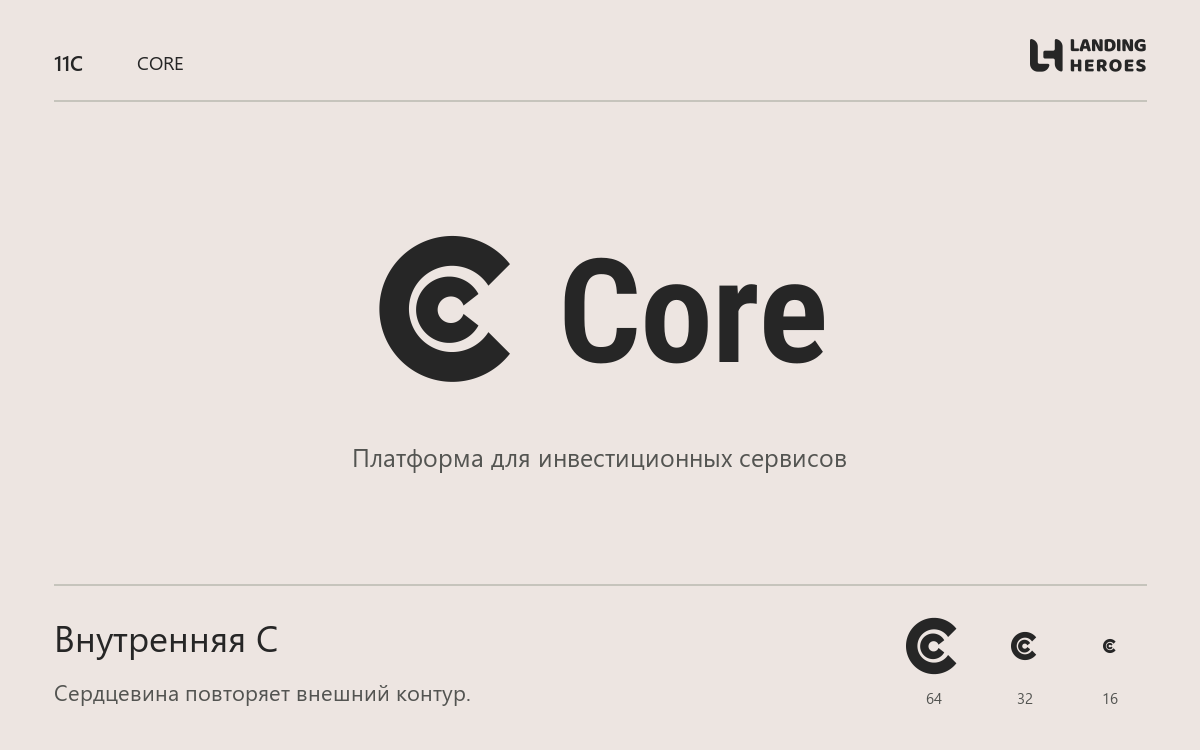 11C CORE
LANDING
HEROES
Core
Платформа для инвестиционных сервисов
Внутренняя С
Сердцевина повторяет внешний контур.
64 32 16